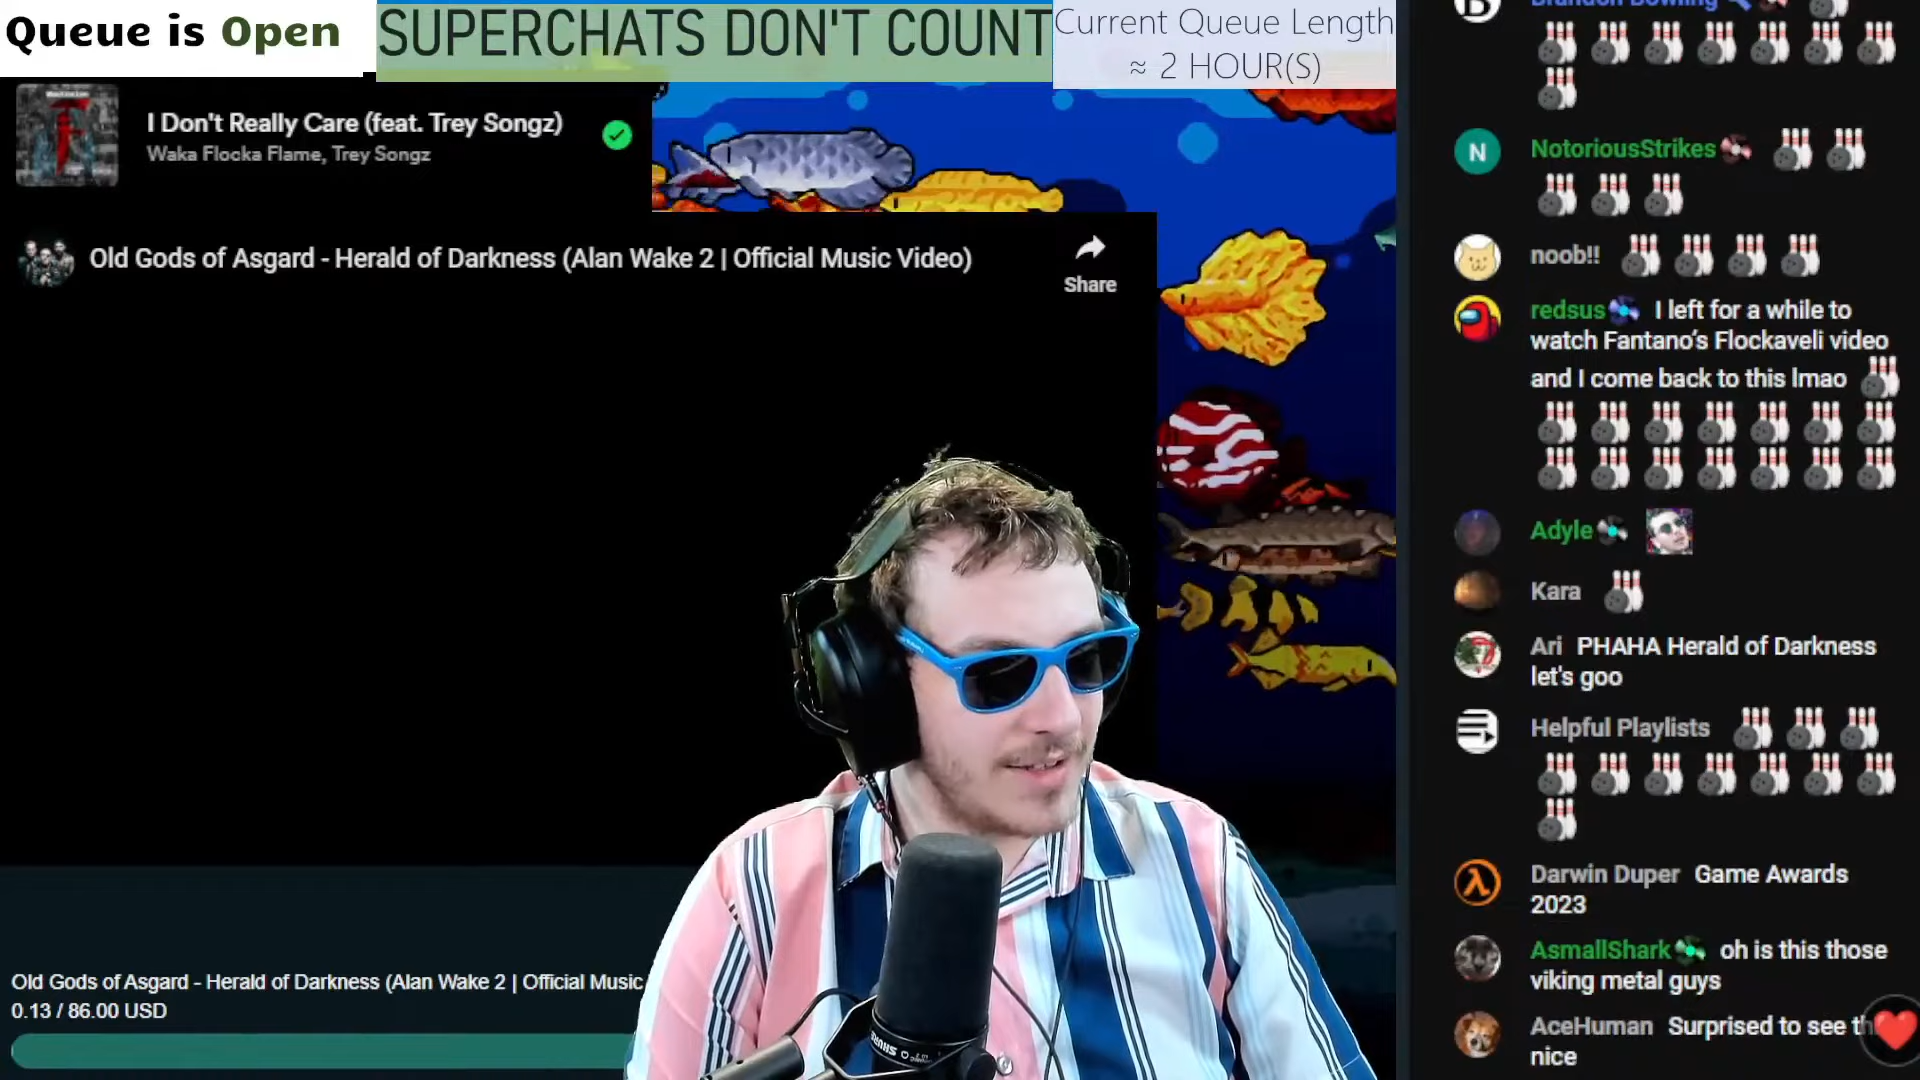 Queue is Open
SUPERCHATS DON'T COUNT
Current Queue Length
≈ 2 HOUR(S)
I Don't Really Care (feat. Trey Songz)
Waka Flocka Flame, Trey Songz
Old Gods of Asgard - Herald of Darkness (Alan Wake 2 | Official Music Video)
Share
Old Gods of Asgard - Herald of Darkness (Alan Wake 2 | Official Music
0.13 / 86.00 USD
SHURE
Brandon Bowling
N
NotoriousStrikes
noob!!
redsus I left for a while to
watch Fantano’s Flockaveli video
and I come back to this lmao
Adyle
Kara
Ari PHAHA Herald of Darkness
let's goo
Helpful Playlists
Darwin Duper Game Awards
2023
AsmallShark oh is this those
viking metal guys
AceHuman Surprised to see
nice